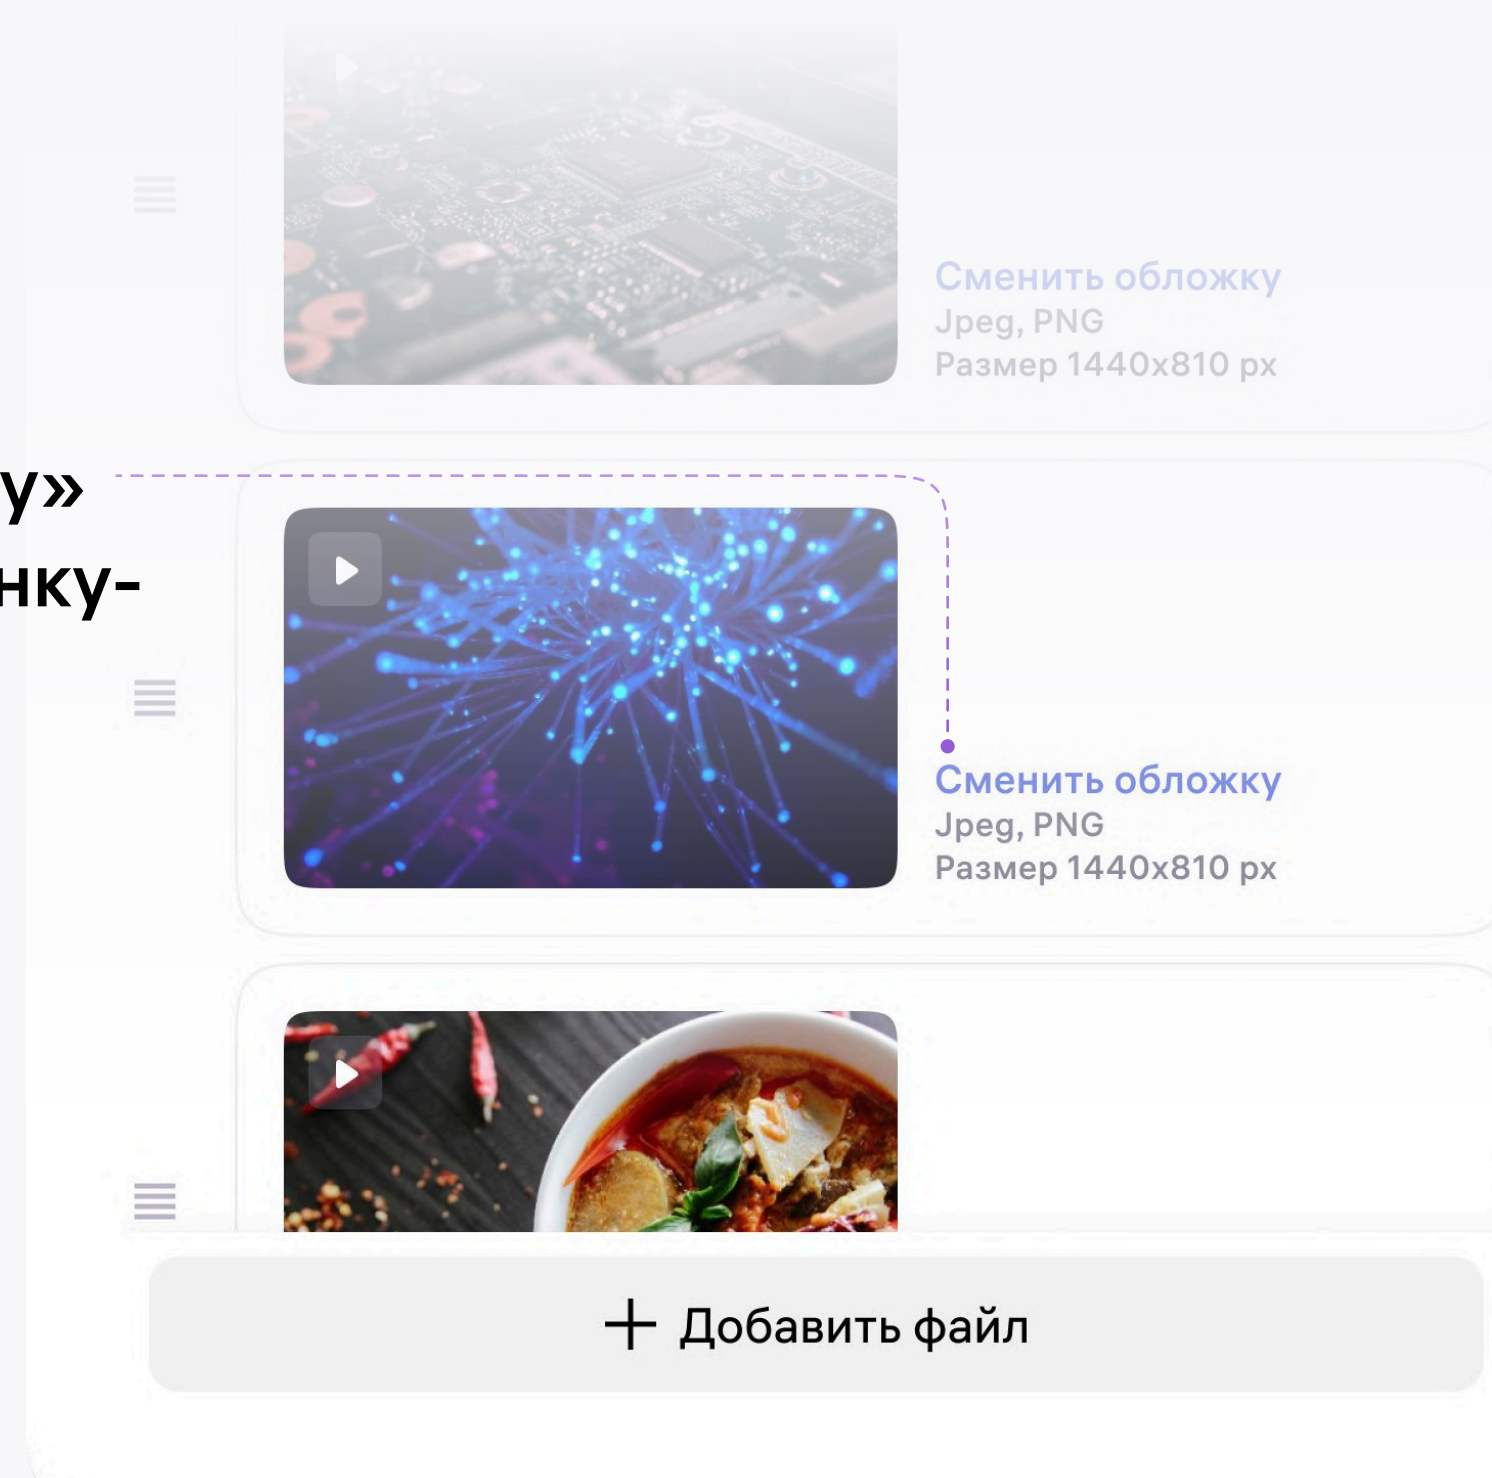 Сменить обложку
Jpeg, PNG
Размер 1440x810 px
у»
нку-
Сменить обложку
Jpeg, PNG
Размер 1440x810 px
+ Добавить файл